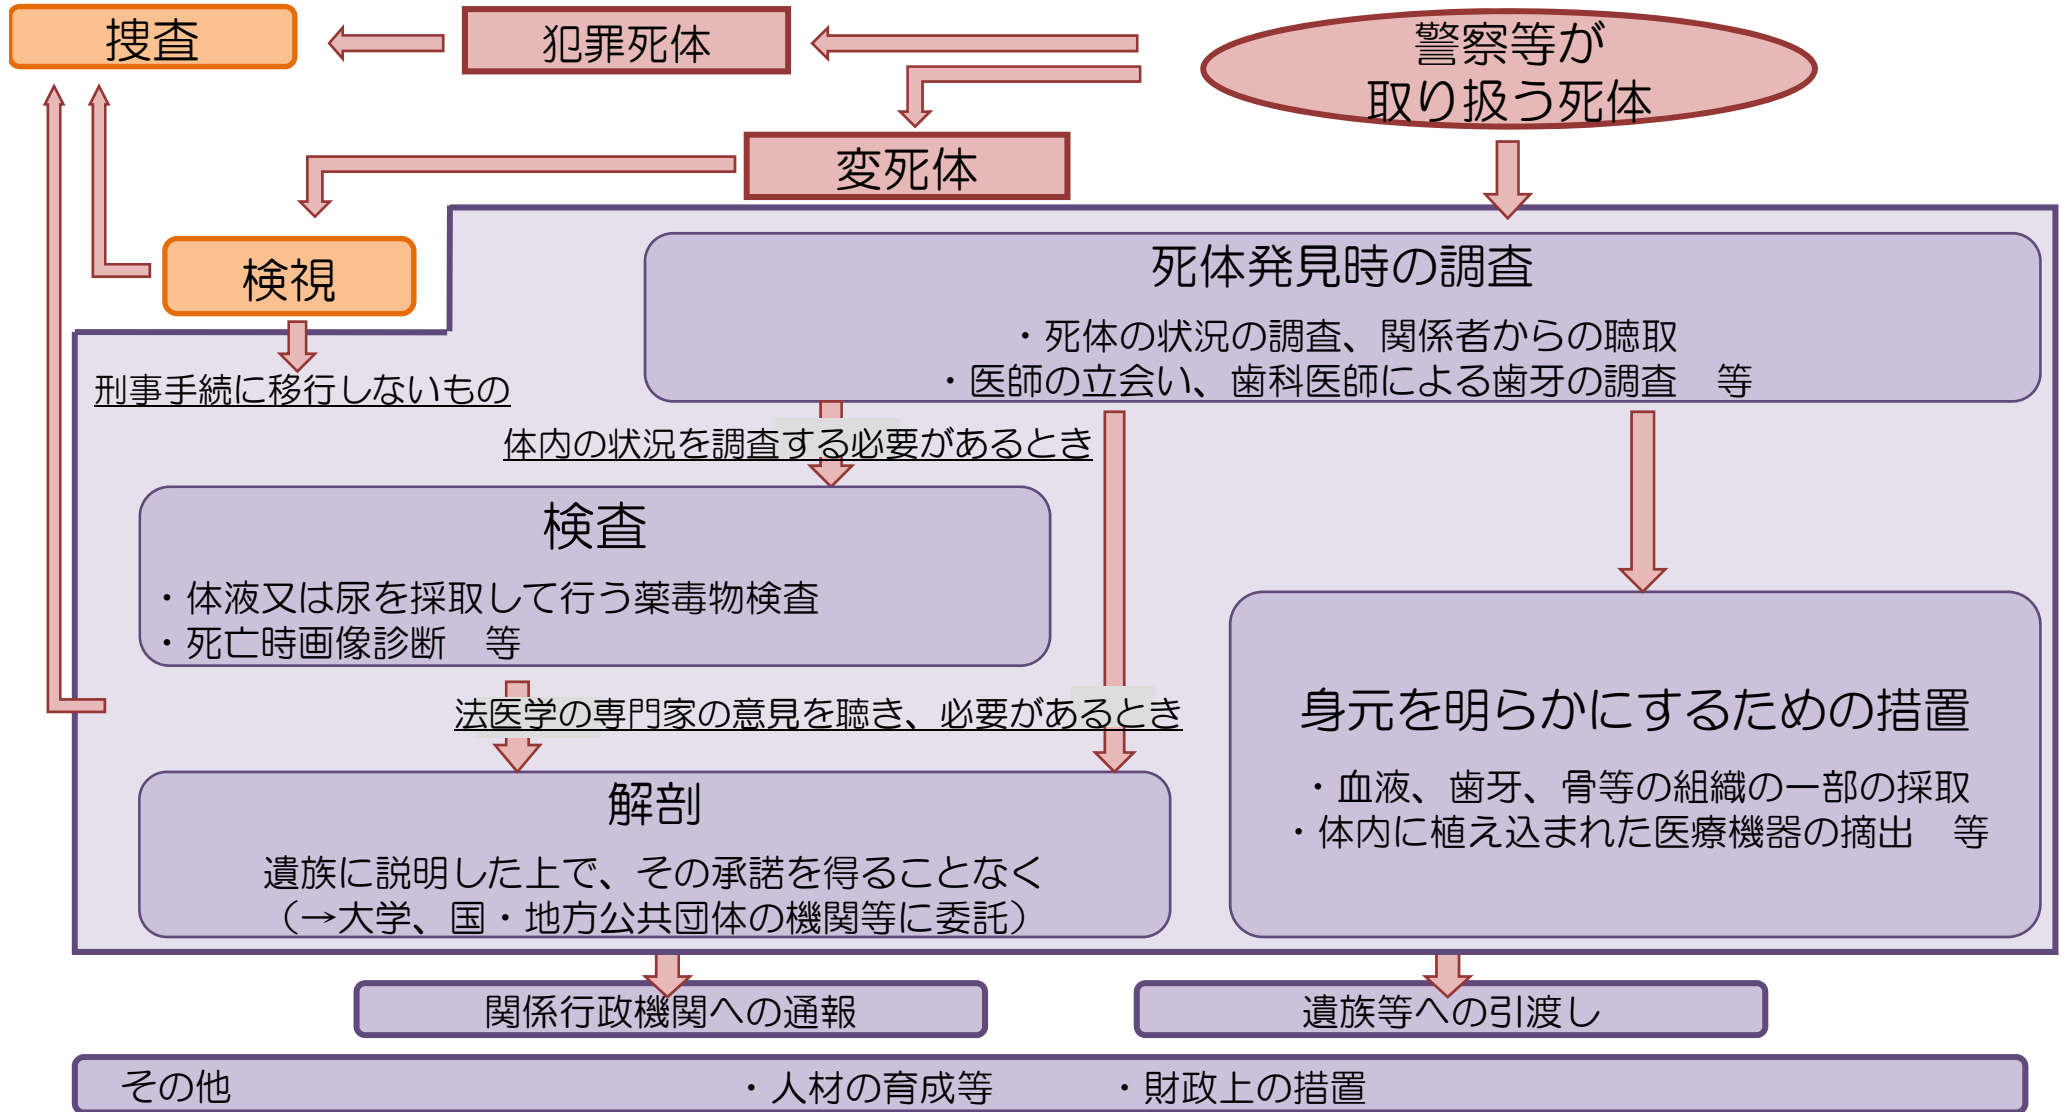 捜査
犯罪死体
警察等が
取り扱う死体
変死体
検視
死体発見時の調査
・死体の状況の調査、関係者からの聴取
・医師の立会い、歯科医師による歯牙の調査　等
刑事手続に移行しないもの
体内の状況を調査する必要があるとき
検査
・体液又は尿を採取して行う薬毒物検査
・死亡時画像診断　等
法医学の専門家の意見を聴き、必要があるとき
身元を明らかにするための措置
・血液、歯牙、骨等の組織の一部の採取
・体内に植え込まれた医療機器の摘出　等
解剖
遺族に説明した上で、その承諾を得ることなく
（→大学、国・地方公共団体の機関等に委託）
関係行政機関への通報
遺族等への引渡し
その他　・人材の育成等　・財政上の措置